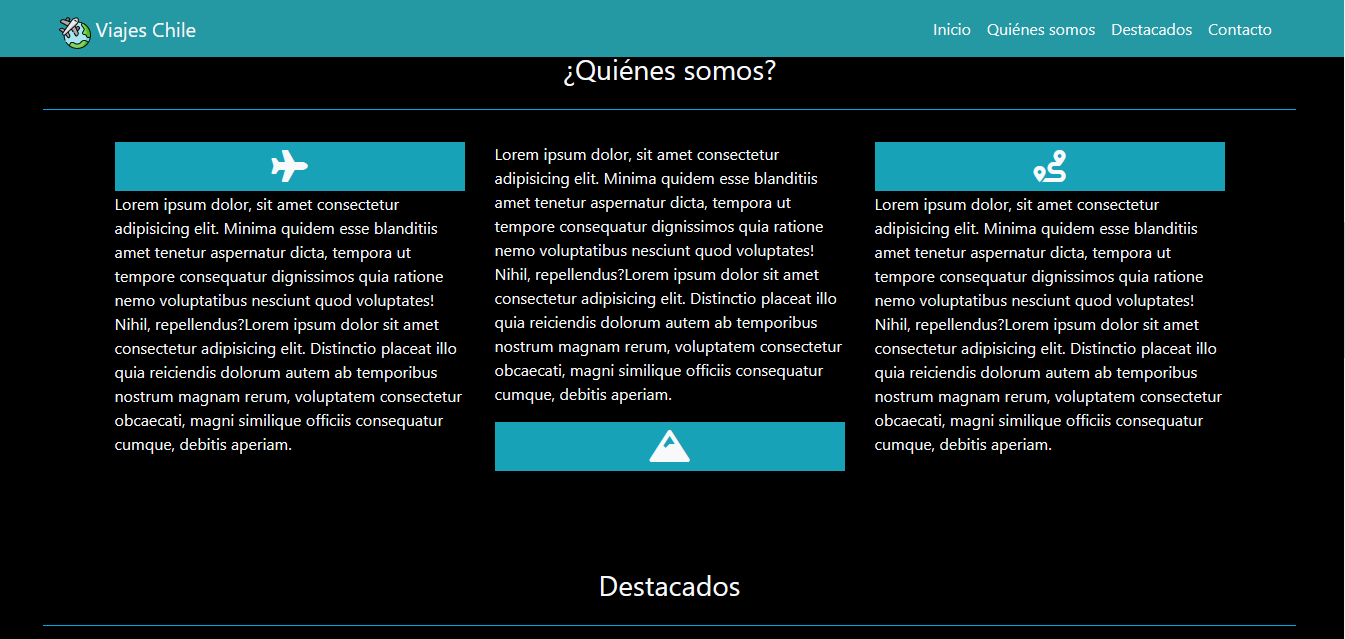 Viajes Chile
Inicio Quiénes somos Destacados Contacto
¿Quiénes somos?
Lorem ipsum dolor, sit amet consectetur
adipisicing elit. Minima quidem esse blanditiis
amet tenetur aspernatur dicta, tempora ut
tempore consequatur dignissimos quia ratione
nemo voluptatibus nesciunt quod voluptates!
Nihil, repellendus?Lorem ipsum dolor sit amet
consectetur adipisicing elit. Distinctio placeat illo
quia reiciendis dolorum autem ab temporibus
nostrum magnam rerum, voluptatem consectetur
obcaecati, magni similique officiis consequatur
cumque, debitis aperiam.
Lorem ipsum dolor, sit amet consectetur
adipisicing elit. Minima quidem esse blanditiis
amet tenetur aspernatur dicta, tempora ut
tempore consequatur dignissimos quia ratione
nemo voluptatibus nesciunt quod voluptates!
Nihil, repellendus?Lorem ipsum dolor sit amet
consectetur adipisicing elit. Distinctio placeat illo
quia reiciendis dolorum autem ab temporibus
nostrum magnam rerum, voluptatem consectetur
obcaecati, magni similique officiis consequatur
cumque, debitis aperiam.
Lorem ipsum dolor, sit amet consectetur
adipisicing elit. Minima quidem esse blanditiis
amet tenetur aspernatur dicta, tempora ut
tempore consequatur dignissimos quia ratione
nemo voluptatibus nesciunt quod voluptates!
Nihil, repellendus?Lorem ipsum dolor sit amet
consectetur adipisicing elit. Distinctio placeat illo
quia reiciendis dolorum autem ab temporibus
nostrum magnam rerum, voluptatem consectetur
obcaecati, magni similique officiis consequatur
cumque, debitis aperiam.
Destacados